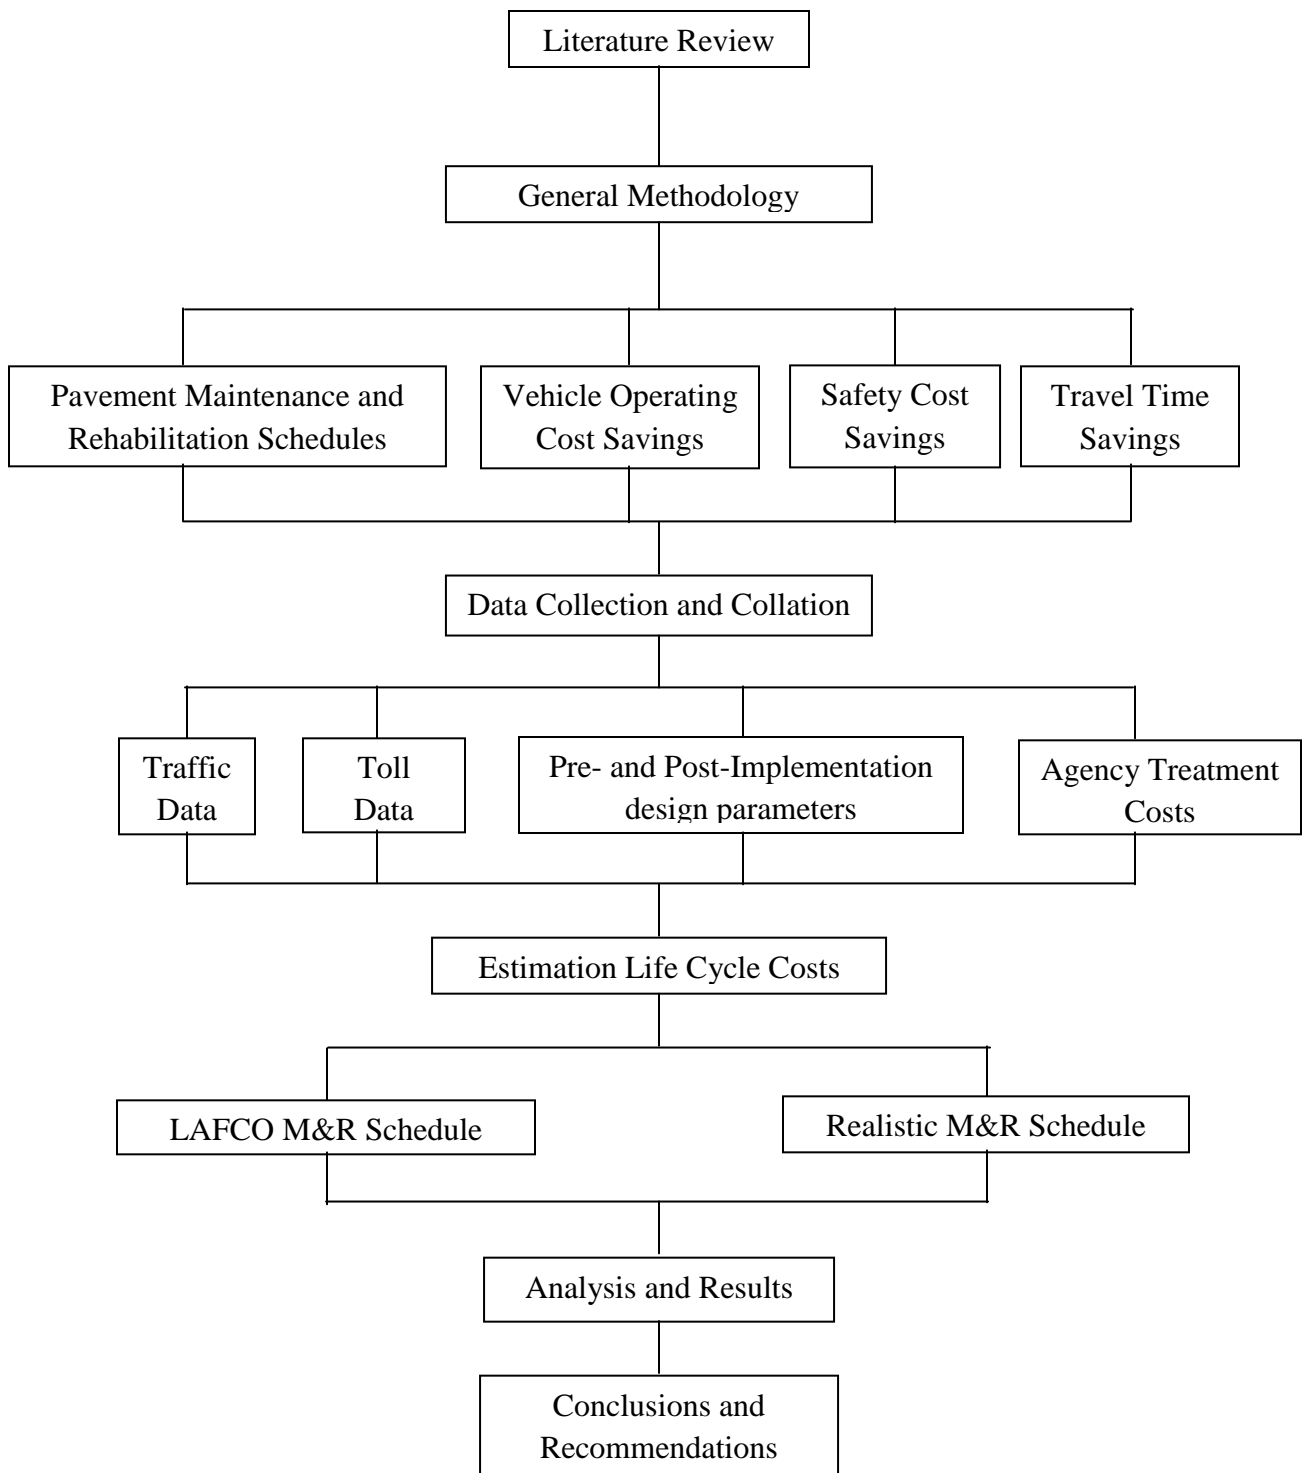 Literature Review
General Methodology
Pavement Maintenance and
Rehabilitation Schedules
Vehicle Operating
Cost Savings
Safety Cost
Savings
Travel Time
Savings
Data Collection and Collation
Traffic
Data
Toll
Data
Pre- and Post-Implementation
design parameters
Agency Treatment
Costs
Estimation Life Cycle Costs
LAFCO M&R Schedule
Realistic M&R Schedule
Analysis and Results
Conclusions and
Recommendations